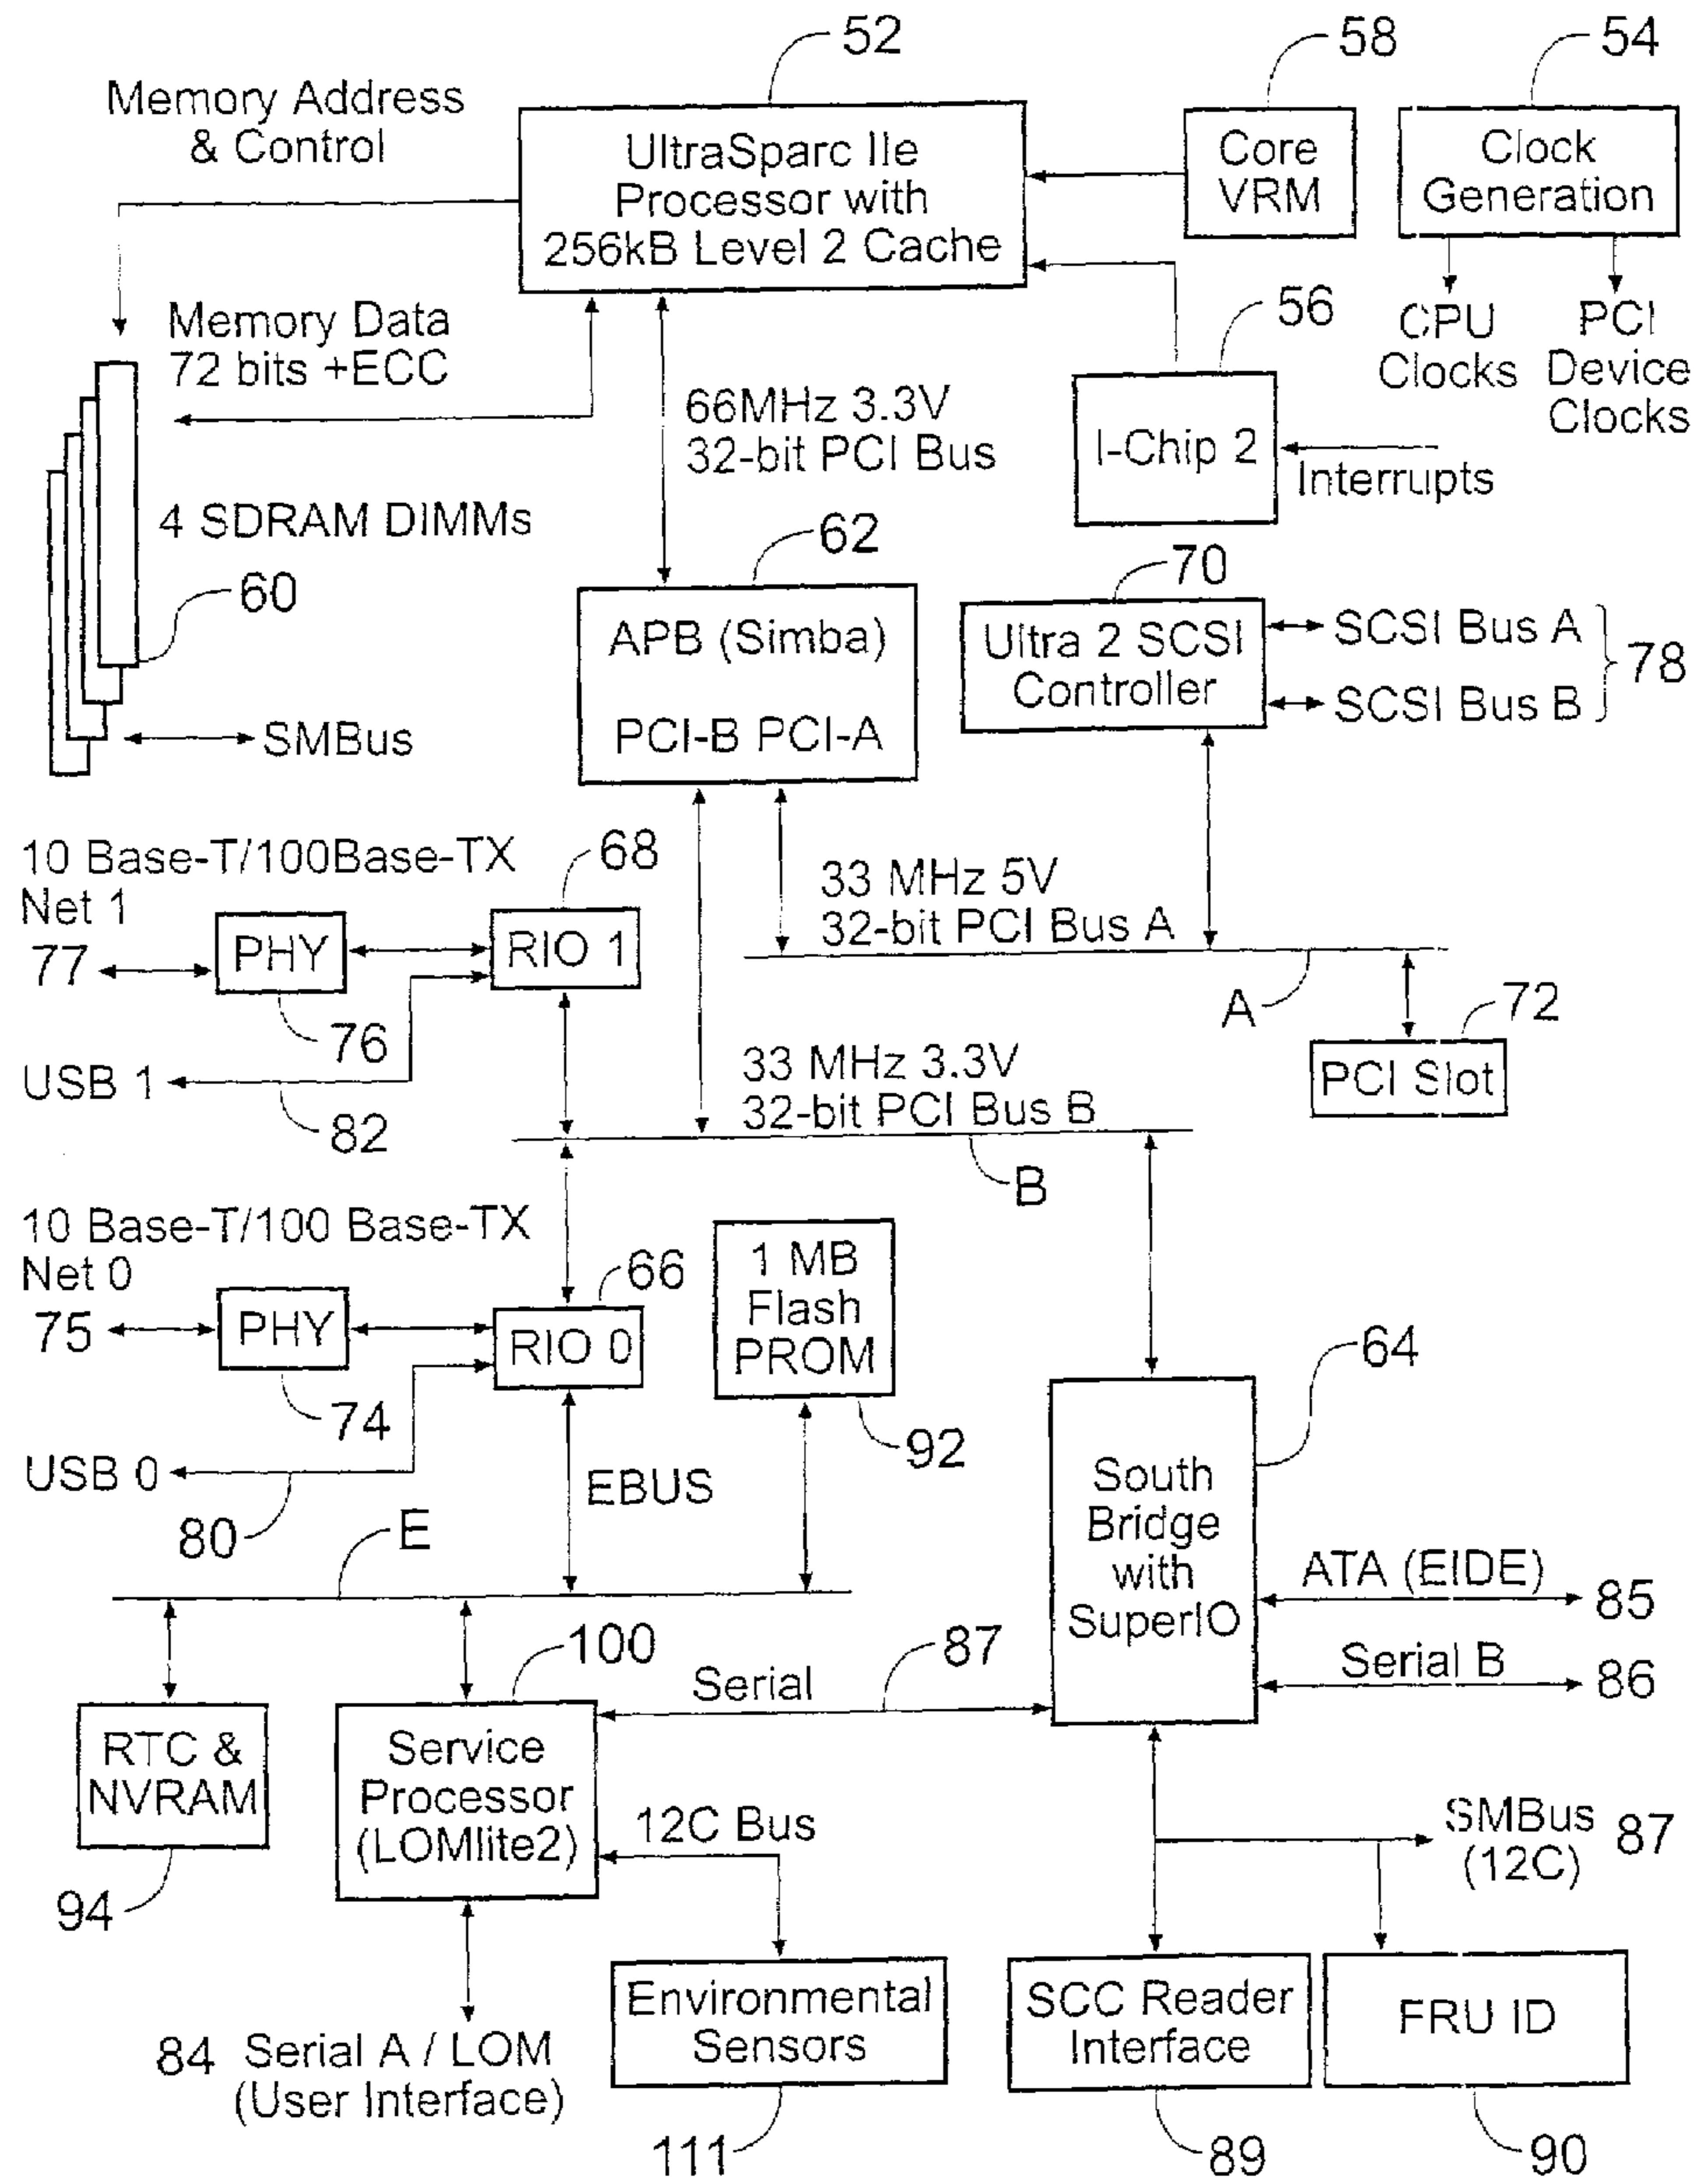 52
58
54
Memory Address
& Control
UltraSparc IIe
Processor with
256kB Level 2 Cache
Core
VRM
Clock
Generation
56
CPU
Clocks
PCI
Device
Clocks
Memory Data
72 bits +ECC
66MHz 3.3V
32-bit PCI Bus
I-Chip 2
Interrupts
4 SDRAM DIMMs
60
62
70
APB (Simba)
PCI-B PCI-A
Ultra 2 SCSI
Controller
SCSI Bus A
SCSI Bus B
78
SMBus
10 Base-T/100Base-TX
Net 1
77
PHY
76
68
RIO 1
33 MHz 5V
32-bit PCI Bus A
A
72
PCI Slot
USB 1
82
33 MHz 3.3V
32-bit PCI Bus B
B
10 Base-T/100 Base-TX
Net 0
75
PHY
74
66
RIO 0
1 MB
Flash
PROM
92
64
USB 0
80
EBUS
E
South
Bridge
with
SuperIO
ATA (EIDE)
85
Serial B
86
100
87
Serial
RTC &
NVRAM
94
Service
Processor
(LOMlite2)
12C Bus
SMBus
(12C)
87
84
Serial A / LOM
(User Interface)
Environmental
Sensors
111
SCC Reader
Interface
89
FRU ID
90